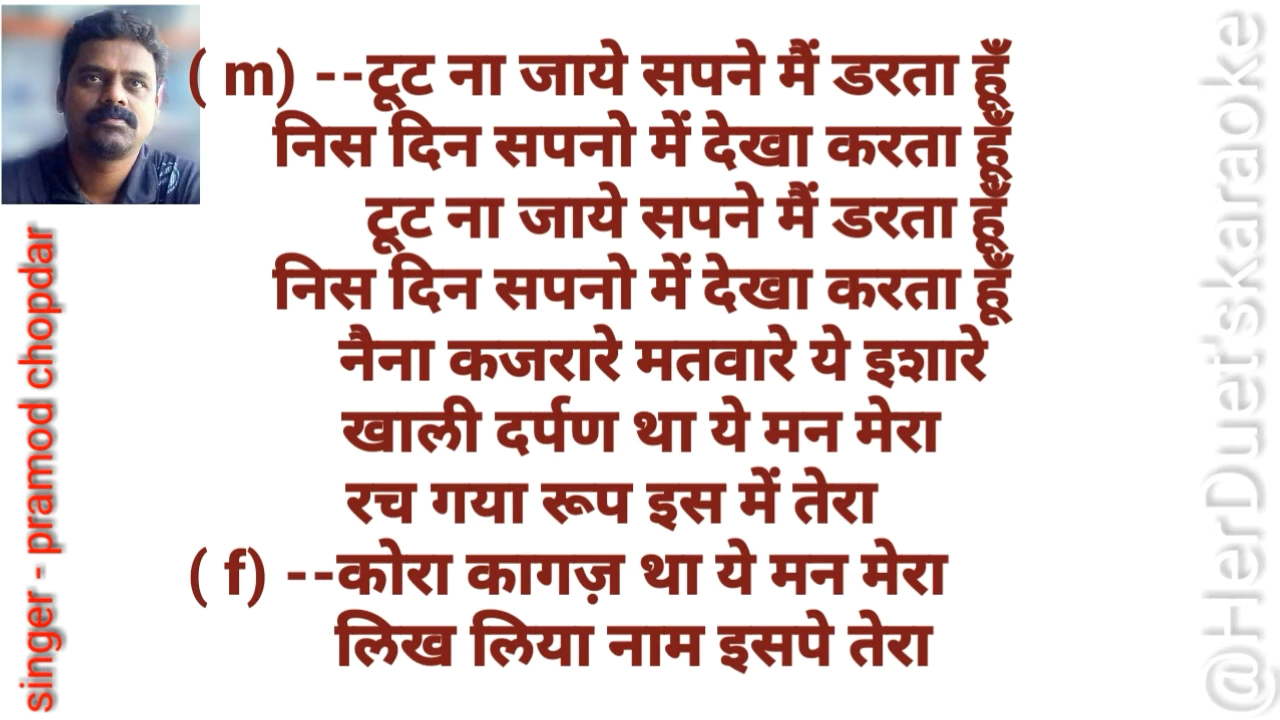 ( m) --टूट ना जाये सपने मैं डरता हूँ
निस दिन सपनो में देखा करता हूँ
टूट ना जाये सपने मैं डरता हूँ
निस दिन सपनो में देखा करता हूँ
नैना कजरारे मतवारे ये इशारे
खाली दर्पण था ये मन मेरा
रच गया रूप इस में तेरा
( f) --कोरा कागज़ था ये मन मेरा
लिख लिया नाम इसपे तेरा
singer - pramod chopdar
@HerDuet'skaraoke